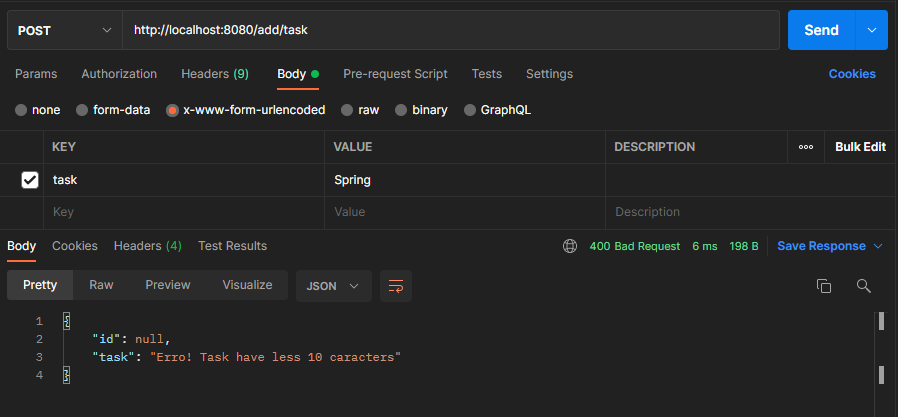 POST http://localhost:8080/add/task Send
Params Authorization Headers (9) Body Pre-request Script Tests Settings Cookies
none form-data x-www-form-urlencoded raw binary GraphQL
KEY VALUE DESCRIPTION ooo Bulk Edit
task Spring
Key Value Description
Body Cookies Headers (4) Test Results 400 Bad Request 6 ms 198 B Save Response
Pretty Raw Preview Visualize JSON
1 {
2 "id": null,
3 "task": "Erro! Task have less 10 caracters"
4 }